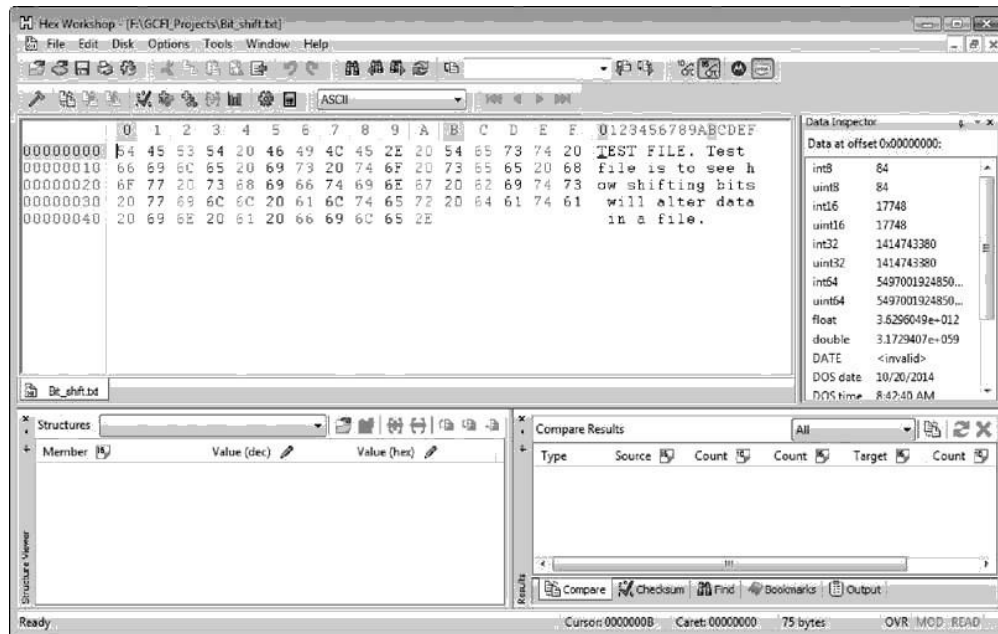 Hex Workshop - [F:\GCFI_Projects\Bit_shift.txt]
File Edit Disk Options Tools Window Help
ASCII
0 1 2 3 4 5 6 7 8 9 A B C D E F 0123456789ABCDEF
00000000 54 45 53 54 20 46 49 4C 45 2E 20 54 65 73 74 20 TEST FILE. Test
00000010 66 69 6C 65 20 69 73 20 74 6F 20 73 65 65 20 68 file is to see h
00000020 6F 77 20 73 68 69 66 74 69 6E 67 20 62 69 74 73 ow shifting bits
00000030 20 77 69 6C 6C 20 61 6C 74 65 72 20 64 61 74 61 will alter data
00000040 20 69 6E 20 61 20 66 69 6C 65 2E in a file.
Bit_shift.txt
Data Inspector
Data at offset 0x00000000:
int8 84
uint8 84
int16 17748
uint16 17748
int32 1414743380
uint32 1414743380
int64 5497001924850...
uint64 5497001924850...
float 3.6296049e+012
double 3.1729407e+059
DATE <invalid>
DOS date 10/20/2014
DOS time 8:42:40 AM
Structures
Member Value (dec) Value (hex)
Structure Viewer
Compare Results All
Type Source Count Count Target Count
Results
Compare Checksum Find Bookmarks Output
Ready Cursor: 0000000B Caret: 00000000 75 bytes OVR MOD READ